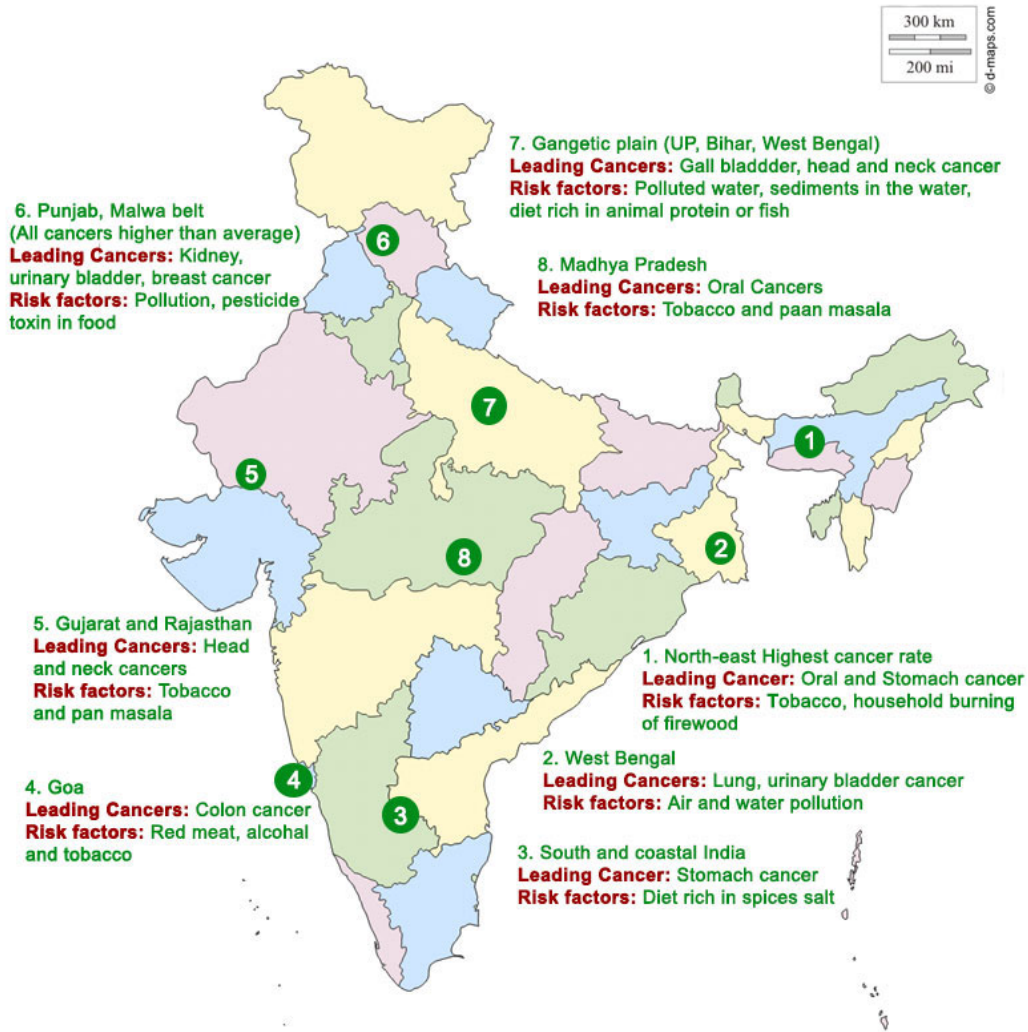 300 km
200 mi
© d-maps.com
7. Gangetic plain (UP, Bihar, West Bengal)
Leading Cancers: Gall bladdder, head and neck cancer
Risk factors: Polluted water, sediments in the water,
diet rich in animal protein or fish
6. Punjab, Malwa belt
(All cancers higher than average)
Leading Cancers: Kidney,
urinary bladder, breast cancer
Risk factors: Pollution, pesticide
toxin in food
8. Madhya Pradesh
Leading Cancers: Oral Cancers
Risk factors: Tobacco and paan masala
6
7
1
5
2
8
5. Gujarat and Rajasthan
Leading Cancers: Head
and neck cancers
Risk factors: Tobacco
and pan masala
1. North-east Highest cancer rate
Leading Cancer: Oral and Stomach cancer
Risk factors: Tobacco, household burning
of firewood
2. West Bengal
Leading Cancers: Lung, urinary bladder cancer
Risk factors: Air and water pollution
4
3
4. Goa
Leading Cancers: Colon cancer
Risk factors: Red meat, alcohal
and tobacco
3. South and coastal India
Leading Cancer: Stomach cancer
Risk factors: Diet rich in spices salt